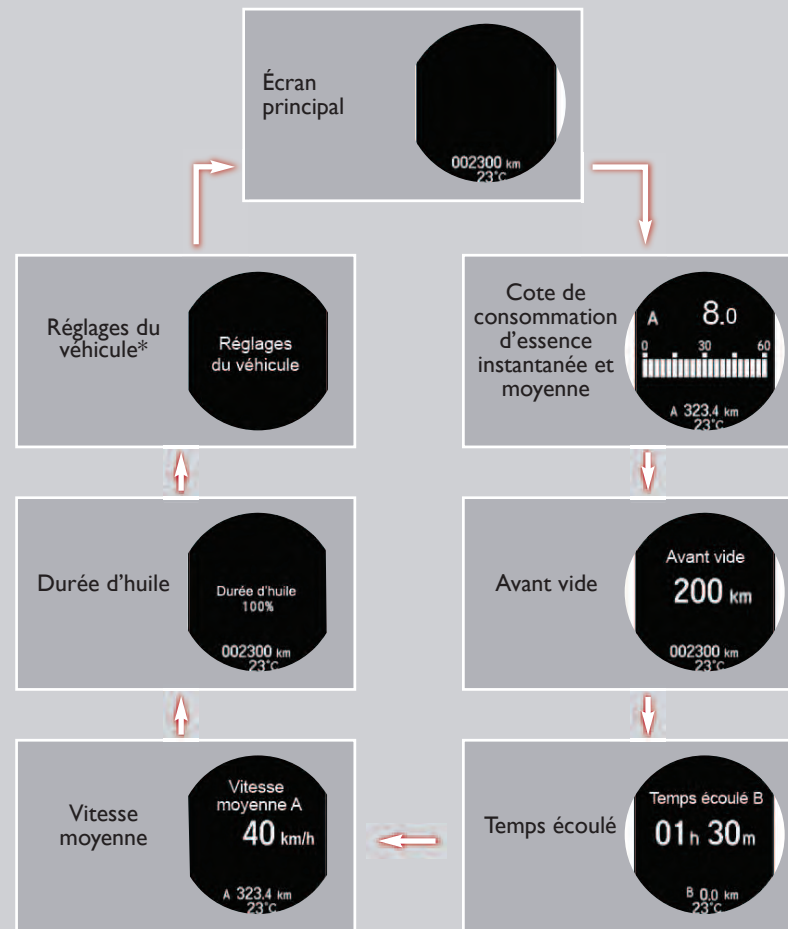 Écran
principal
002300 km
23°C
Réglages du
véhicule*
Réglages
du véhicule
Cote de
consommation
d'essence
instantanée et
moyenne
A 8.0
0 30 60
A 323.4 km
23°C
Durée d'huile
Durée d'huile
100%
002300 km
23°C
Avant vide
Avant vide
200 km
002300 km
23°C
Vitesse
moyenne
Vitesse
moyenne A
40 km/h
A 323.4 km
23°C
Temps écoulé
Temps écoulé B
01h 30m
B 0.0 km
23°C